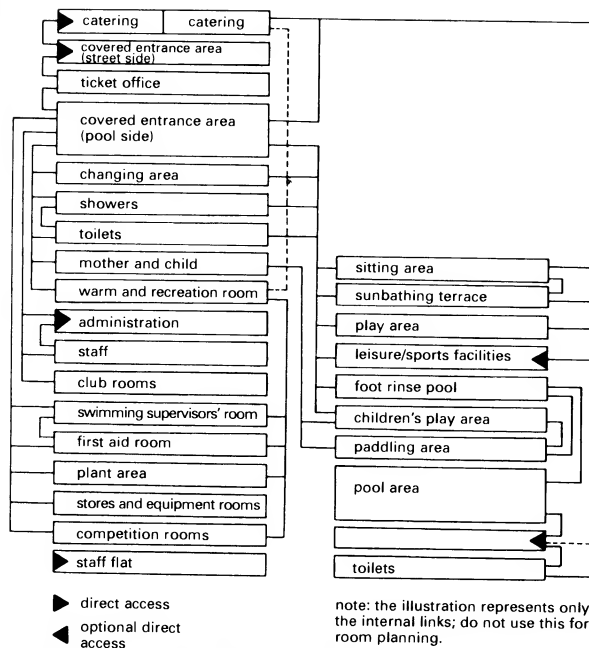 catering catering
covered entrance area
(street side)
ticket office
covered entrance area
(pool side)
changing area
showers
toilets
mother and child
warm and recreation room
administration
staff
club rooms
swimming supervisors' room
first aid room
plant area
stores and equipment rooms
competition rooms
staff flat
direct access
optional direct
access
sitting area
sunbathing terrace
play area
leisure/sports facilities
foot rinse pool
children's play area
paddling area
pool area
toilets
note: the illustration represents only
the internal links; do not use this for
room planning.